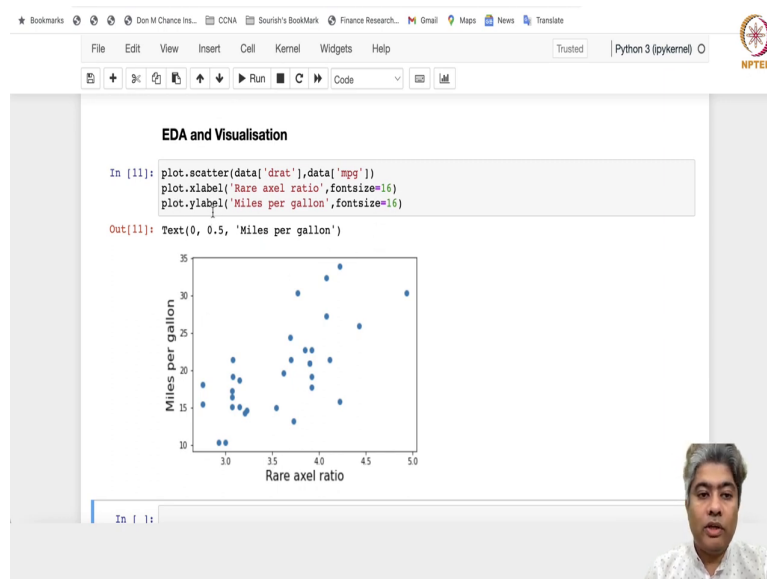 Bookmarks Don M Chance Ins... CCNA Sourish's BookMark Finance Research... Gmail Maps News Translate
File Edit View Insert Cell Kernel Widgets Help Trusted Python 3 (ipykernel)
NPTEL
Run Code
EDA and Visualisation
In [11]: plot.scatter(data['drat'],data['mpg'])
plot.xlabel('Rare axel ratio',fontsize=16)
plot.ylabel('Miles per gallon',fontsize=16)
Out[11]: Text(0, 0.5, 'Miles per gallon')
35
30
25
20
15
10
Miles per gallon
3.0 3.5 4.0 4.5 5.0
Rare axel ratio
In [ ]: